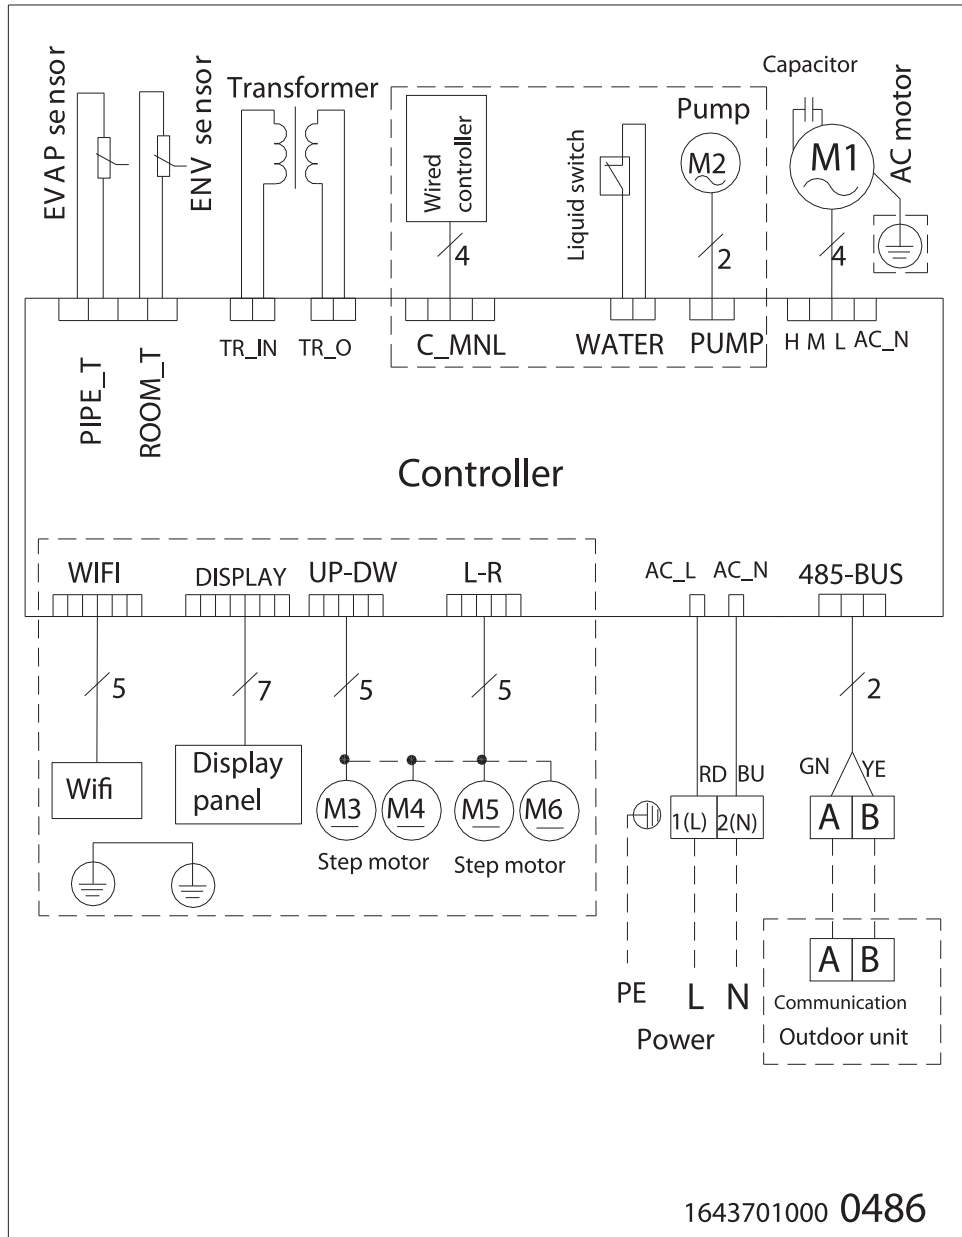 EVAP sensor
ENV sensor
Transformer
Wired
controller
4
Liquid switch
Pump
M2
2
Capacitor
M1
AC motor
4
PIPE_T
ROOM_T
TR_IN
TR_O
C_MNL
WATER
PUMP
H M L AC_N
Controller
WIFI
DISPLAY
UP-DW
L-R
AC_L
AC_N
485-BUS
5
7
5
5
2
Wifi
Display
panel
M3
M4
M5
M6
Step motor
Step motor
RD
BU
1(L)
2(N)
GN
YE
A
B
A
B
PE
L
N
Power
Communication
Outdoor unit
1643701000 0486